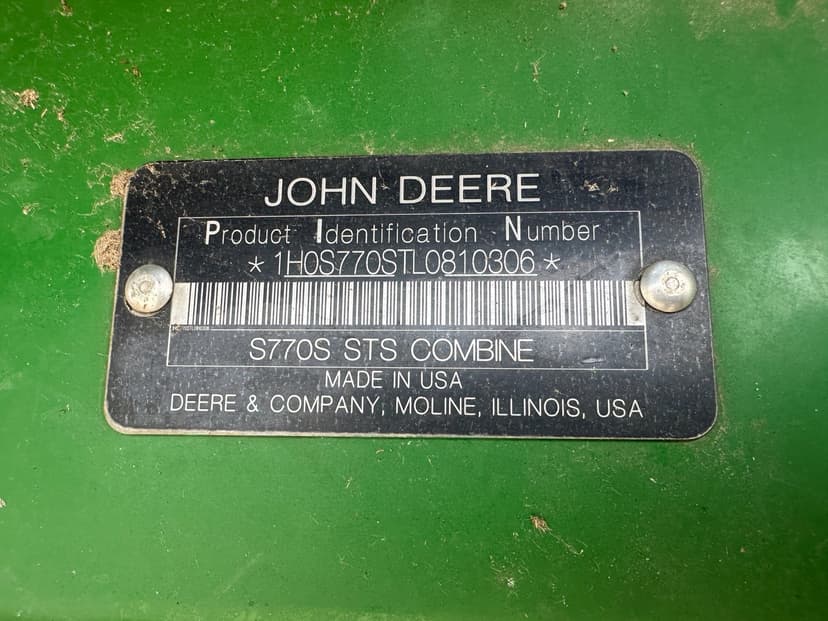 JOHN DEERE
Product Identification Number
*1H0S770STL0810306*
S770S STS COMBINE
MADE IN USA
DEERE & COMPANY, MOLINE, ILLINOIS, USA